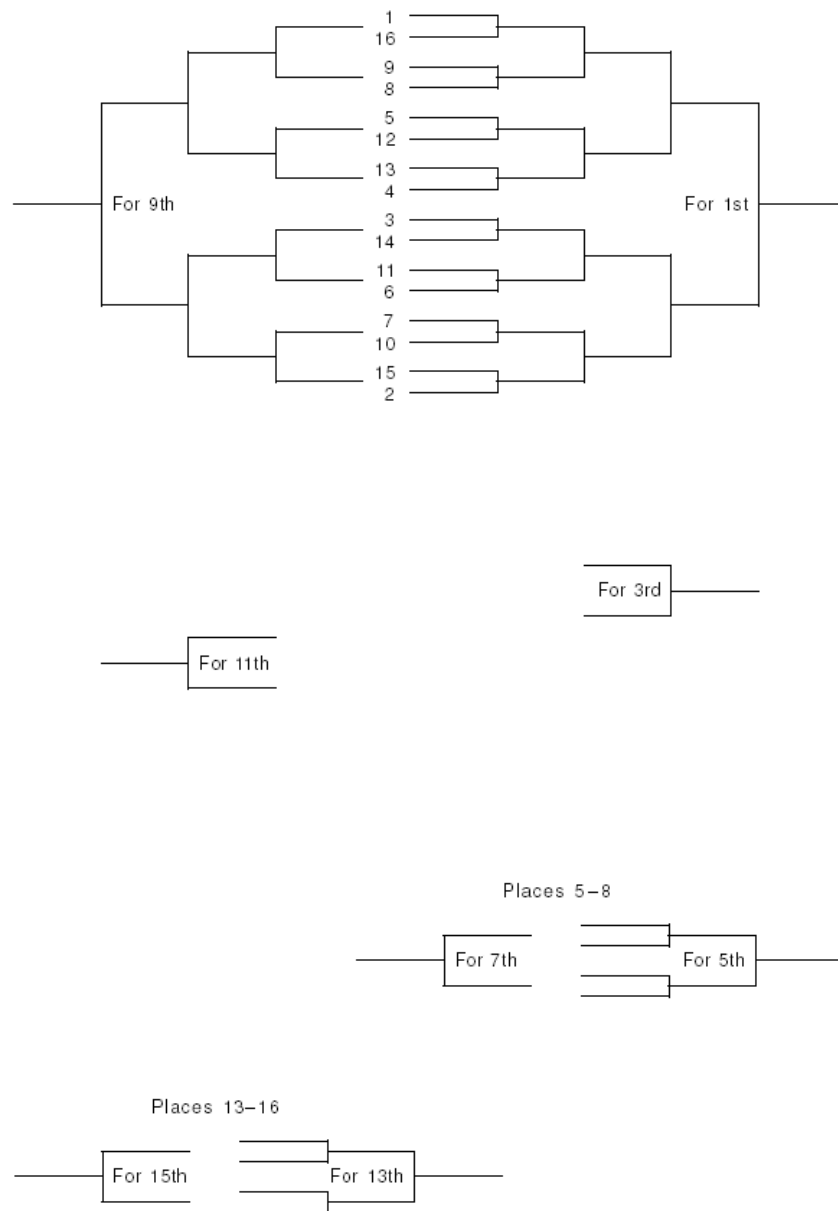 1
16
9
8
5
12
13
4
For 9th
For 1st
3
14
11
6
7
10
15
2
For 3rd
For 11th
Places 5–8
For 7th
For 5th
Places 13–16
For 15th
For 13th